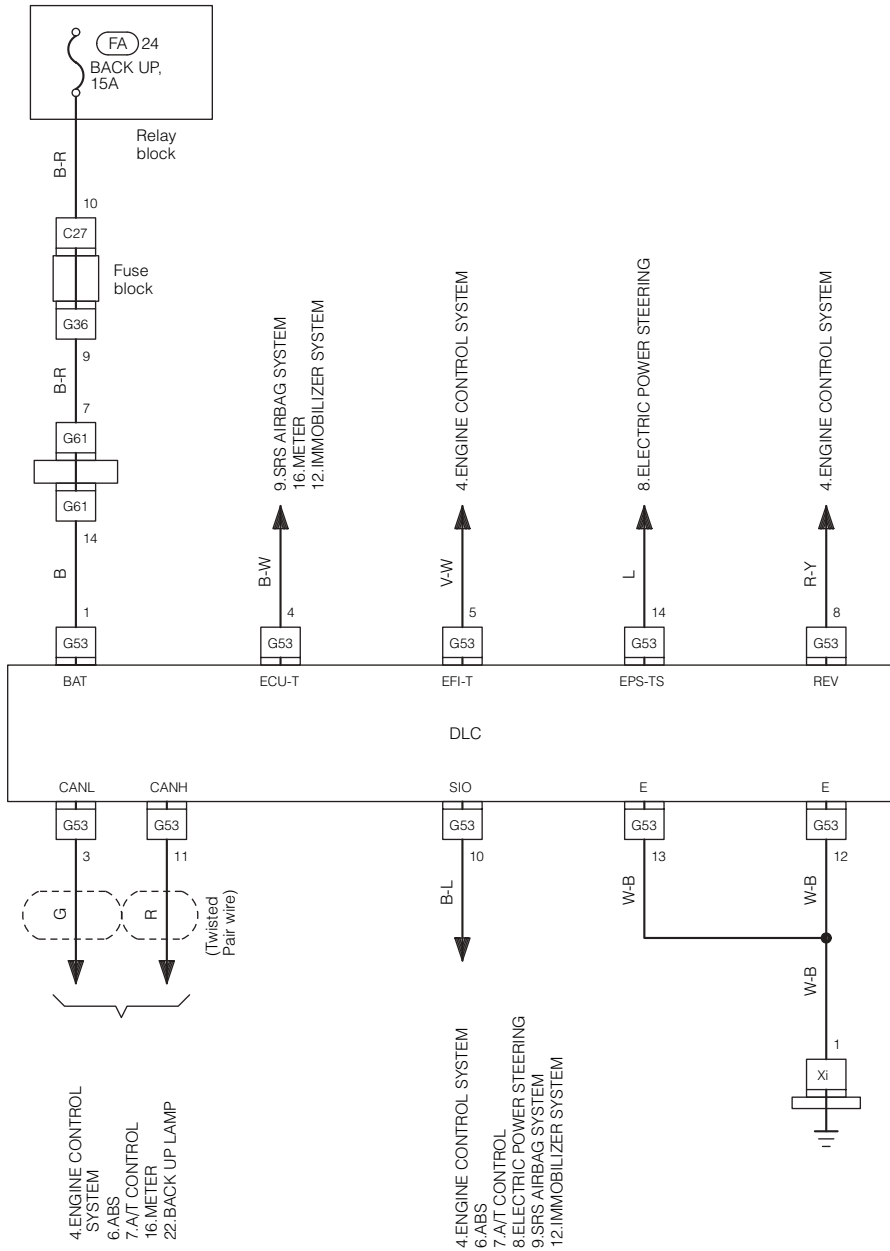 FA 24
BACK UP,
15A
Relay
block
B-R
10
C27
Fuse
block
G36
9
B-R
7
G61
G61
14
B
1
G53
BAT
9.SRS AIRBAG SYSTEM
16.METER
12.IMMOBILIZER SYSTEM
B-W
4
G53
ECU-T
4.ENGINE CONTROL SYSTEM
V-W
5
G53
EFI-T
8.ELECTRIC POWER STEERING
L
14
G53
EPS-TS
4.ENGINE CONTROL SYSTEM
R-Y
8
G53
REV
DLC
CANL
G53
3
G
CANH
G53
11
R
(Twisted
Pair wire)
4.ENGINE CONTROL
SYSTEM
6.ABS
7.A/T CONTROL
16.METER
22.BACK UP LAMP
SIO
G53
10
B-L
4.ENGINE CONTROL SYSTEM
6.ABS
7.A/T CONTROL
8.ELECTRIC POWER STEERING
9.SRS AIRBAG SYSTEM
12.IMMOBILIZER SYSTEM
E
G53
13
W-B
E
G53
12
W-B
W-B
1
Xi